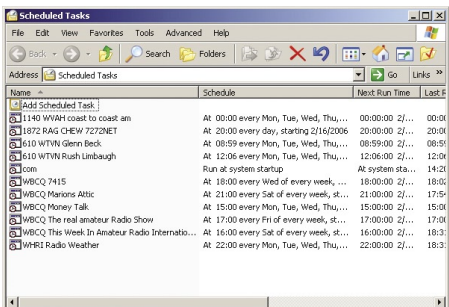 Scheduled Tasks
File Edit View Favorites Tools Advanced Help
Back Search Folders
Address Scheduled Tasks Go Links »
Name Schedule Next Run Time Last R
Add Scheduled Task
1140 WVAH coast to coast am At 00:00 every Mon, Tue, Wed, Thu,... 00:00:00 2/... 00:00
1872 RAG CHEW 7272NET At 20:00 every day, starting 2/16/2006 20:00:00 2/... 20:00
610 WTVN Glenn Beck At 08:59 every Mon, Tue, Wed, Thu,... 08:59:00 2/... 08:59
610 WTVN Rush Limbaugh At 12:06 every Mon, Tue, Wed, Thu,... 12:06:00 2/... 12:06
com Run at system startup At system sta... 14:20
WBCQ 7415 At 18:00 every Wed of every week, ... 18:00:00 2/... 18:02
WBCQ Marions Attic At 21:00 every Sat of every week, st... 21:00:00 2/... 17:54
WBCQ Money Talk At 15:00 every Mon, Tue, Wed, Thu,... 15:00:00 2/... 15:00
WBCQ The real amateur Radio Show At 17:00 every Fri of every week, st... 17:00:00 2/... 17:00
WBCQ This Week In Amateur Radio Internatio... At 16:00 every Sat of every week, st... 16:00:00 2/... 18:31
WHRI Radio Weather At 22:00 every Mon, Tue, Wed, Thu,... 22:00:00 2/... 18:3